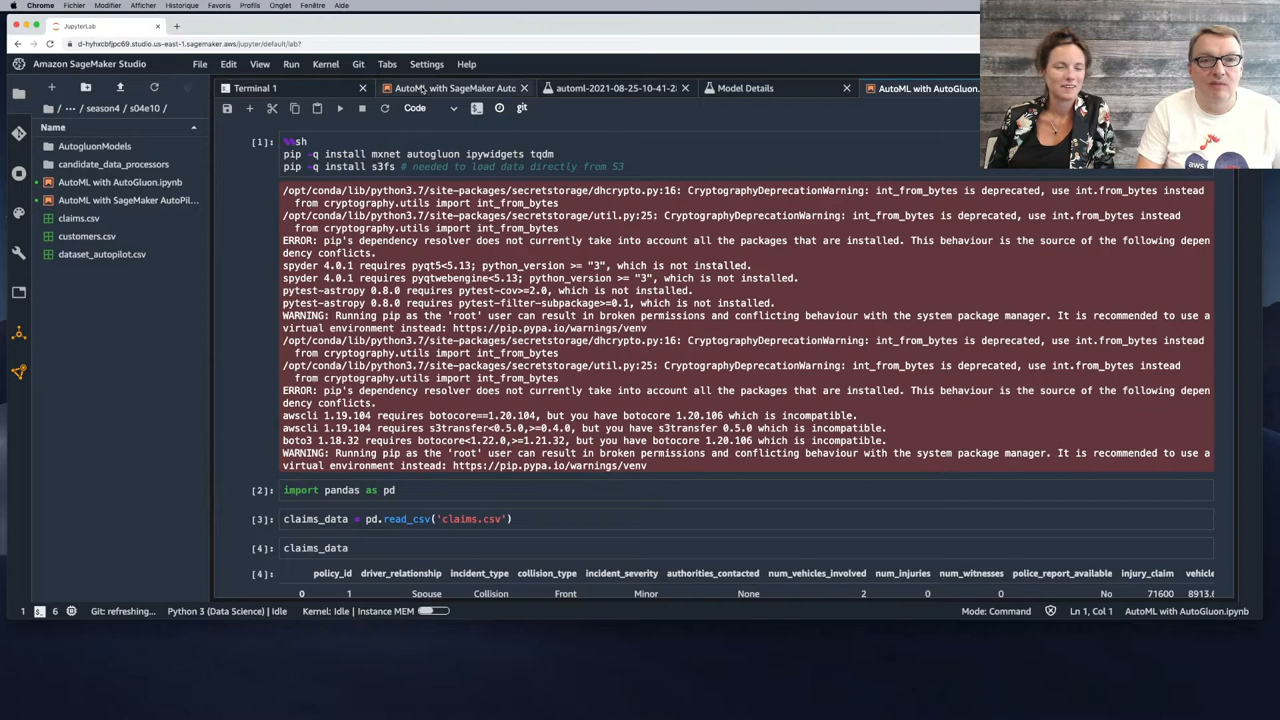 Chrome Fichier Modifier Afficher Historique Favoris Profils Onglet Fenêtre Aide
JupyterLab
d-hyhxcbfjpc69.studio.us-east-1.sagemaker.aws/jupyter/default/lab?
Amazon SageMaker Studio File Edit View Run Kernel Git Tabs Settings Help
Terminal 1 AutoML with SageMaker Auto automl-2021-08-25-10-41-2 Model Details AutoML with AutoGluon.
Code git
/ ··· / season4 / s04e10 /
Name
AutogluonModels
candidate_data_processors
AutoML with AutoGluon.ipynb
AutoML with SageMaker AutoPil...
claims.csv
customers.csv
dataset_autopilot.csv
[1]: %%sh
pip -q install mxnet autogluon ipywidgets tqdm
pip -q install s3fs # needed to load data directly from S3
/opt/conda/lib/python3.7/site-packages/secretstorage/dhcrypto.py:16: CryptographyDeprecationWarning: int_from_bytes is deprecated, use int.from_bytes instead
from cryptography.utils import int_from_bytes
/opt/conda/lib/python3.7/site-packages/secretstorage/util.py:25: CryptographyDeprecationWarning: int_from_bytes is deprecated, use int.from_bytes instead
from cryptography.utils import int_from_bytes
ERROR: pip's dependency resolver does not currently take into account all the packages that are installed. This behaviour is the source of the following depen
dency conflicts.
spyder 4.0.1 requires pyqt5<5.13; python_version >= "3", which is not installed.
spyder 4.0.1 requires pyqtwebengine<5.13; python_version >= "3", which is not installed.
pytest-astropy 0.8.0 requires pytest-cov>=2.0, which is not installed.
pytest-astropy 0.8.0 requires pytest-filter-subpackage>=0.1, which is not installed.
WARNING: Running pip as the 'root' user can result in broken permissions and conflicting behaviour with the system package manager. It is recommended to use a
virtual environment instead: https://pip.pypa.io/warnings/venv
/opt/conda/lib/python3.7/site-packages/secretstorage/dhcrypto.py:16: CryptographyDeprecationWarning: int_from_bytes is deprecated, use int.from_bytes instead
from cryptography.utils import int_from_bytes
/opt/conda/lib/python3.7/site-packages/secretstorage/util.py:25: CryptographyDeprecationWarning: int_from_bytes is deprecated, use int.from_bytes instead
from cryptography.utils import int_from_bytes
ERROR: pip's dependency resolver does not currently take into account all the packages that are installed. This behaviour is the source of the following depen
dency conflicts.
awscli 1.19.104 requires botocore==1.20.104, but you have botocore 1.20.106 which is incompatible.
awscli 1.19.104 requires s3transfer<0.5.0,>=0.4.0, but you have s3transfer 0.5.0 which is incompatible.
boto3 1.18.32 requires botocore<1.22.0,>=1.21.32, but you have botocore 1.20.106 which is incompatible.
WARNING: Running pip as the 'root' user can result in broken permissions and conflicting behaviour with the system package manager. It is recommended to use a
virtual environment instead: https://pip.pypa.io/warnings/venv
[2]: import pandas as pd
[3]: claims_data = pd.read_csv('claims.csv')
[4]: claims_data
[4]: policy_id driver_relationship incident_type collision_type incident_severity authorities_contacted num_vehicles_involved num_injuries num_witnesses police_report_available injury_claim vehicle
0 1 Spouse Collision Front Minor None 2 0 0 No 71600 8913.6
1 6 Git: refreshing... Python 3 (Data Science) | Idle Kernel: Idle | Instance MEM Mode: Command Ln 1, Col 1 AutoML with AutoGluon.ipynb
aws